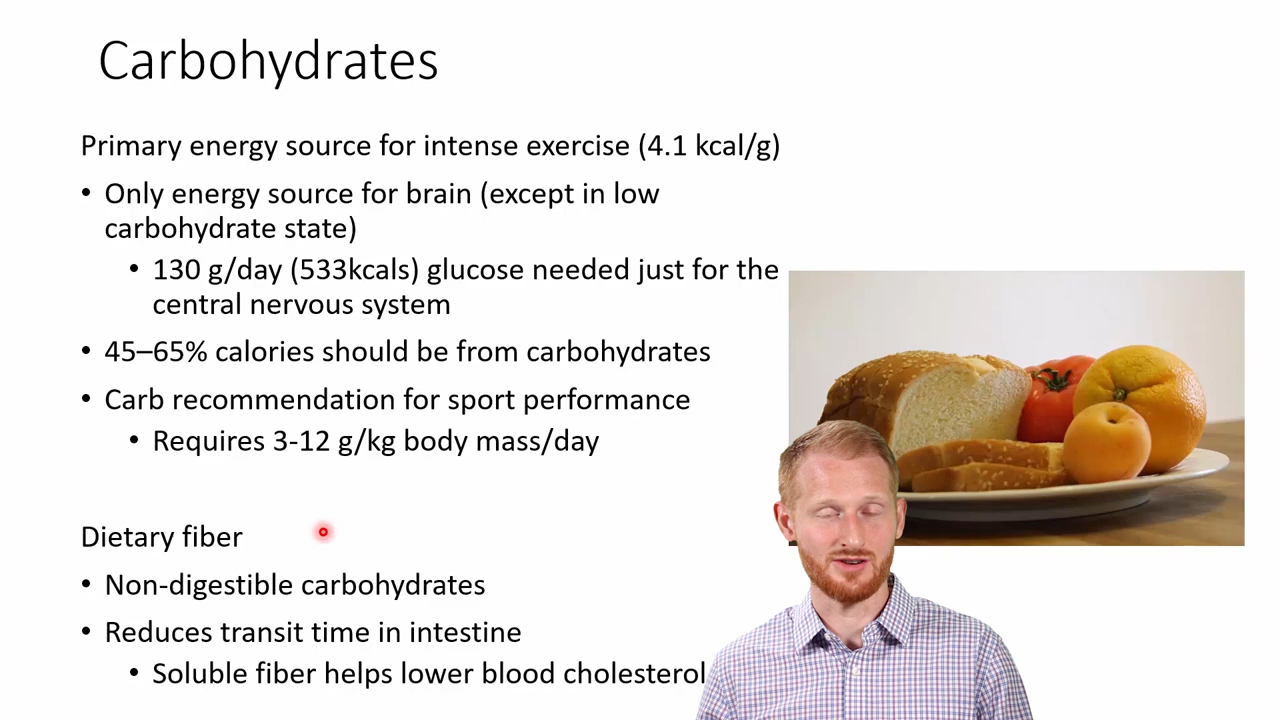 Carbohydrates
Primary energy source for intense exercise (4.1 kcal/g)
• Only energy source for brain (except in low
carbohydrate state)
• 130 g/day (533kcals) glucose needed just for the
central nervous system
• 45–65% calories should be from carbohydrates
• Carb recommendation for sport performance
• Requires 3-12 g/kg body mass/day
Dietary fiber
• Non-digestible carbohydrates
• Reduces transit time in intestine
• Soluble fiber helps lower blood cholesterol